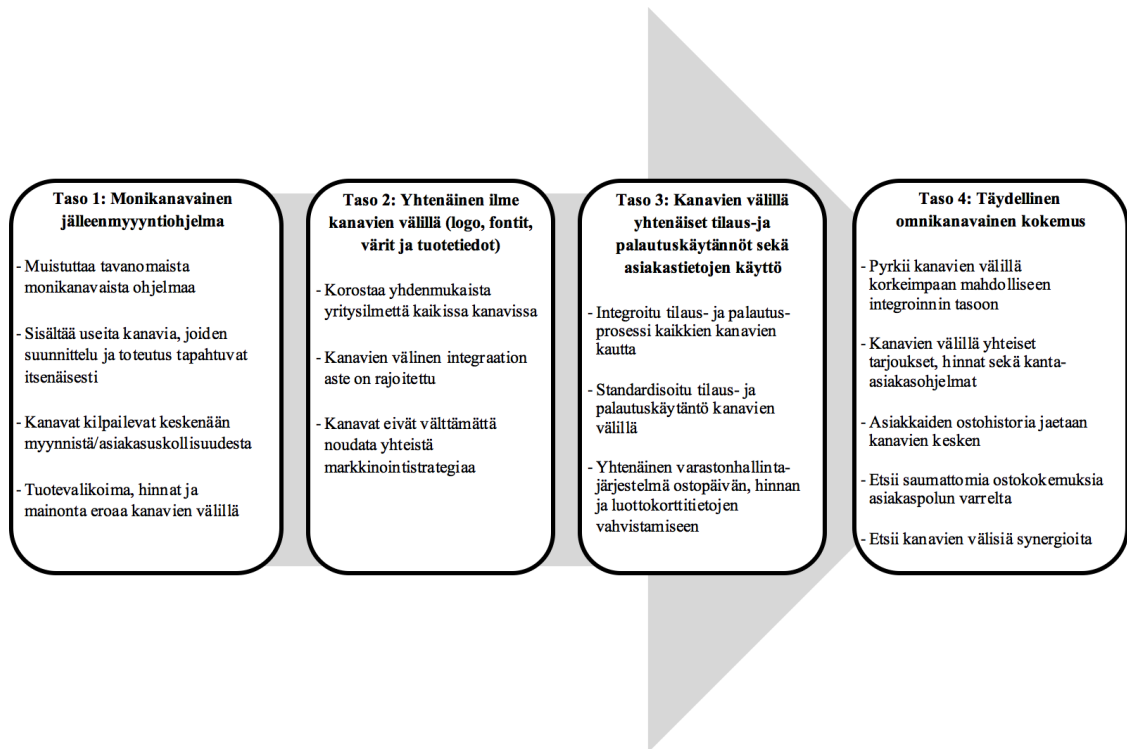 Taso 1: Monikanavainen
jälleenmyyntiohjelma
- Muistuttaa tavanomaista
monikanavaista ohjelmaa
- Sisältää useita kanavia, joiden
suunnittelu ja toteutus tapahtuvat
itsenäisesti
- Kanavat kilpailevat keskenään
myynnistä/asiakasuskollisuudesta
- Tuotevalikoima, hinnat ja
mainonta eroaa kanavien välillä
Taso 2: Yhtenäinen ilme
kanavien välillä (logo, fontit,
värit ja tuotetiedot)
- Korostaa yhdenmukaista
yritysilmettä kaikissa kanavissa
- Kanavien välinen integraation
aste on rajoitettu
- Kanavat eivät välttämättä
noudata yhteistä
markkinointistrategiaa
Taso 3: Kanavien välillä
yhtenäiset tilaus-ja
palautuskäytännöt sekä
asiakastietojen käyttö
- Integroitu tilaus- ja palautus-
prosessi kaikkien kanavien
kautta
- Standardisoitu tilaus- ja
palautuskäytäntö kanavien
välillä
- Yhtenäinen varastonhallinta-
järjestelmä ostopäivän, hinnan
ja luottokorttitietojen
vahvistamiseen
Taso 4: Täydellinen
omnikanavainen kokemus
- Pyrkii kanavien välillä
korkeimpaan mahdolliseen
integroinnin tasoon
- Kanavien välillä yhteiset
tarjoukset, hinnat sekä kanta-
asiakasohjelmat
- Asiakkaiden ostohistoria jaetaan
kanavien kesken
- Etsii saumattomia ostokokemuksia
asiakaspolun varrelta
- Etsii kanavien välisiä synergioita